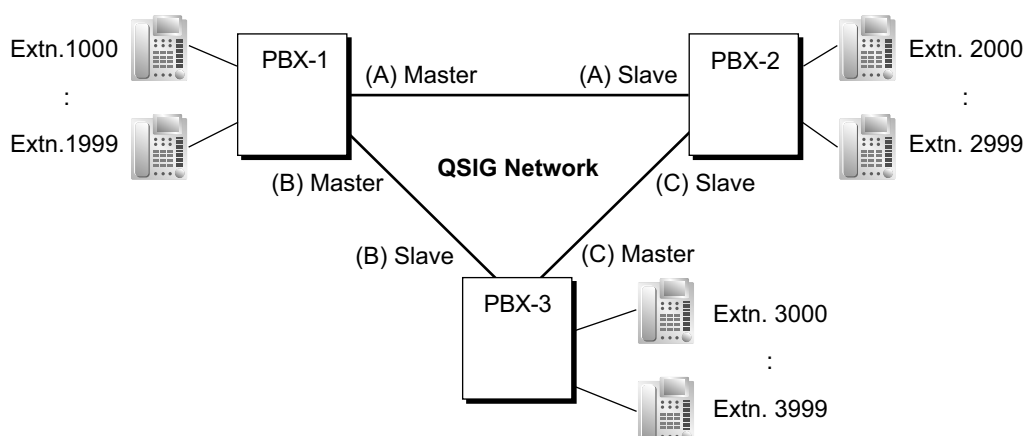 Extn.1000
:
Extn.1999
PBX-1
(A) Master
(A) Slave
PBX-2
Extn. 2000
:
Extn. 2999
(B) Master
QSIG Network
(C) Slave
(B) Slave
(C) Master
PBX-3
Extn. 3000
:
Extn. 3999